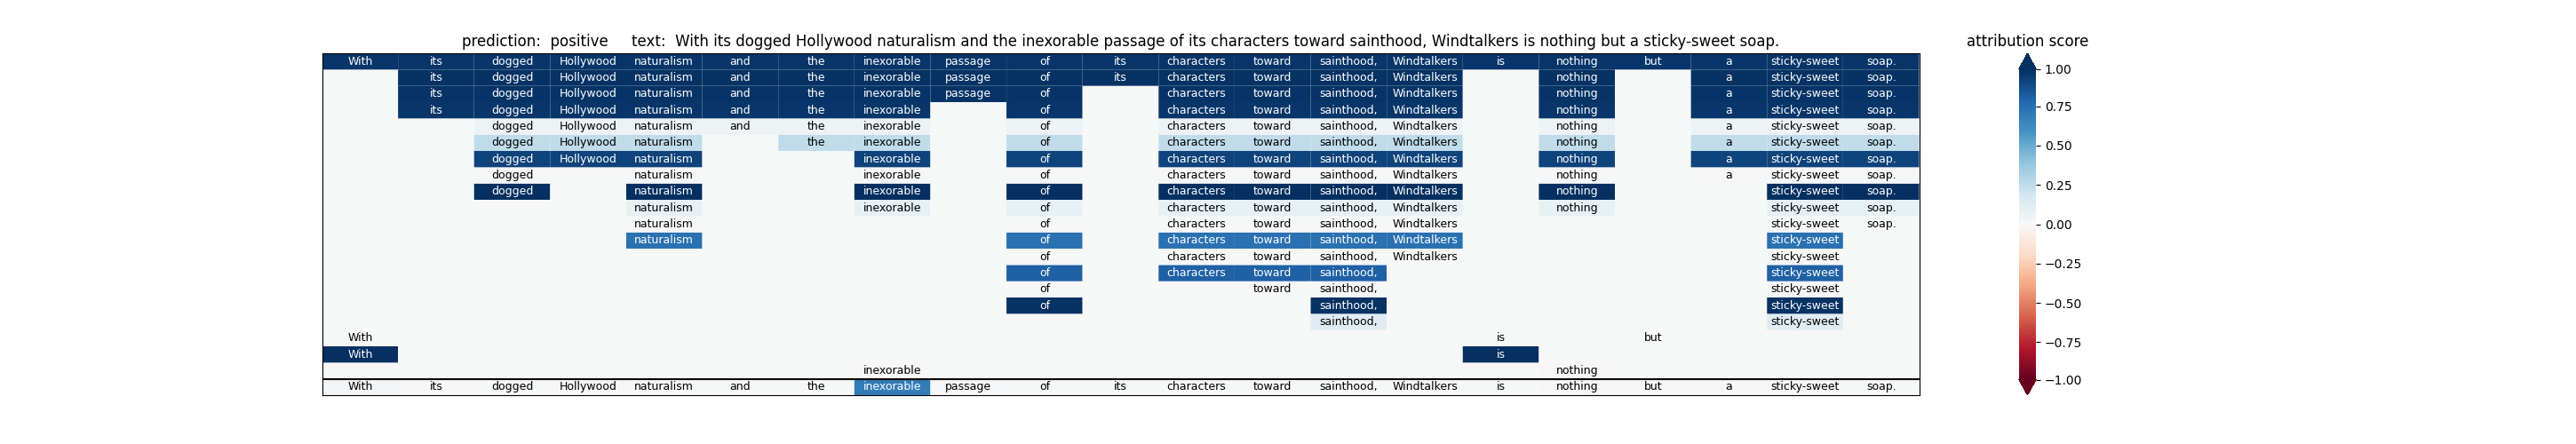 prediction: positive text: With its dogged Hollywood naturalism and the inexorable passage of its characters toward sainthood, Windtalkers is nothing but a sticky-sweet soap.
attribution score
With its dogged Hollywood naturalism and the inexorable passage of its characters toward sainthood, Windtalkers is nothing but a sticky-sweet soap.
its dogged Hollywood naturalism and the inexorable passage of its characters toward sainthood, Windtalkers nothing a sticky-sweet soap.
its dogged Hollywood naturalism and the inexorable passage of characters toward sainthood, Windtalkers nothing a sticky-sweet soap.
its dogged Hollywood naturalism and the inexorable of characters toward sainthood, Windtalkers nothing a sticky-sweet soap.
dogged Hollywood naturalism and the inexorable of characters toward sainthood, Windtalkers nothing a sticky-sweet soap.
dogged Hollywood naturalism the inexorable of characters toward sainthood, Windtalkers nothing a sticky-sweet soap.
dogged Hollywood naturalism inexorable of characters toward sainthood, Windtalkers nothing a sticky-sweet soap.
dogged naturalism inexorable of characters toward sainthood, Windtalkers nothing a sticky-sweet soap.
dogged naturalism inexorable of characters toward sainthood, Windtalkers nothing sticky-sweet soap.
naturalism inexorable of characters toward sainthood, Windtalkers nothing sticky-sweet soap.
naturalism of characters toward sainthood, Windtalkers sticky-sweet soap.
naturalism of characters toward sainthood, Windtalkers sticky-sweet
of characters toward sainthood, Windtalkers sticky-sweet
of characters toward sainthood, sticky-sweet
of toward sainthood, sticky-sweet
of sainthood, sticky-sweet
sainthood, sticky-sweet
With is but
With is
inexorable nothing
With its dogged Hollywood naturalism and the inexorable passage of its characters toward sainthood, Windtalkers is nothing but a sticky-sweet soap.
1.00
0.75
0.50
0.25
0.00
−0.25
−0.50
−0.75
−1.00